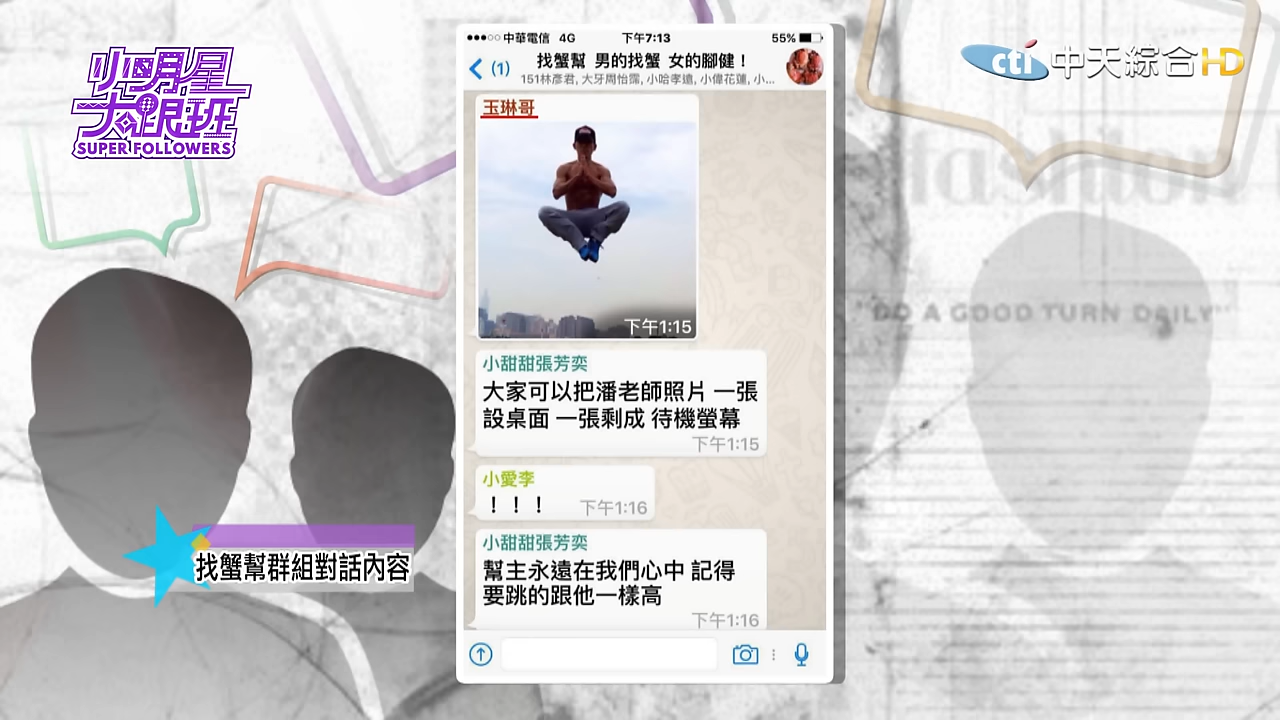 小明星
大跟班
SUPER FOLLOWERS
cti 中天綜合HD
中華電信 4G 下午7:13 55%
(1) 找蟹幫 男的找蟹 女的腳健！
151林彥君, 大牙周怡霈, 小哈孝遠, 小偉花蓮, 小...
玉琳哥
下午1:15
小甜甜張芳奕
大家可以把潘老師照片 一張
設桌面 一張剩成 待機螢幕
下午1:15
小愛李
！！！ 下午1:16
小甜甜張芳奕
幫主永遠在我們心中 記得
要跳的跟他一樣高
下午1:16
找蟹幫群組對話內容
fashion
"DO A GOOD TURN DAILY"